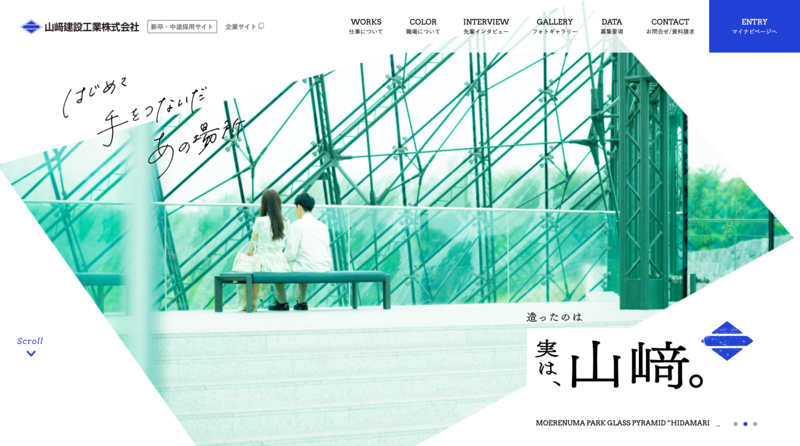 山﨑建設工業株式会社
新卒・中途採用サイト
企業サイト
WORKS
仕事について
COLOR
職場について
INTERVIEW
先輩インタビュー
GALLERY
フォトギャラリー
DATA
募集要項
CONTACT
お問合せ/資料請求
ENTRY
マイナビページへ
はじめて
手をつないだ
あの場所
Scroll
造ったのは
実は、
山﨑。
MOERENUMA PARK GLASS PYRAMID “HIDAMARI